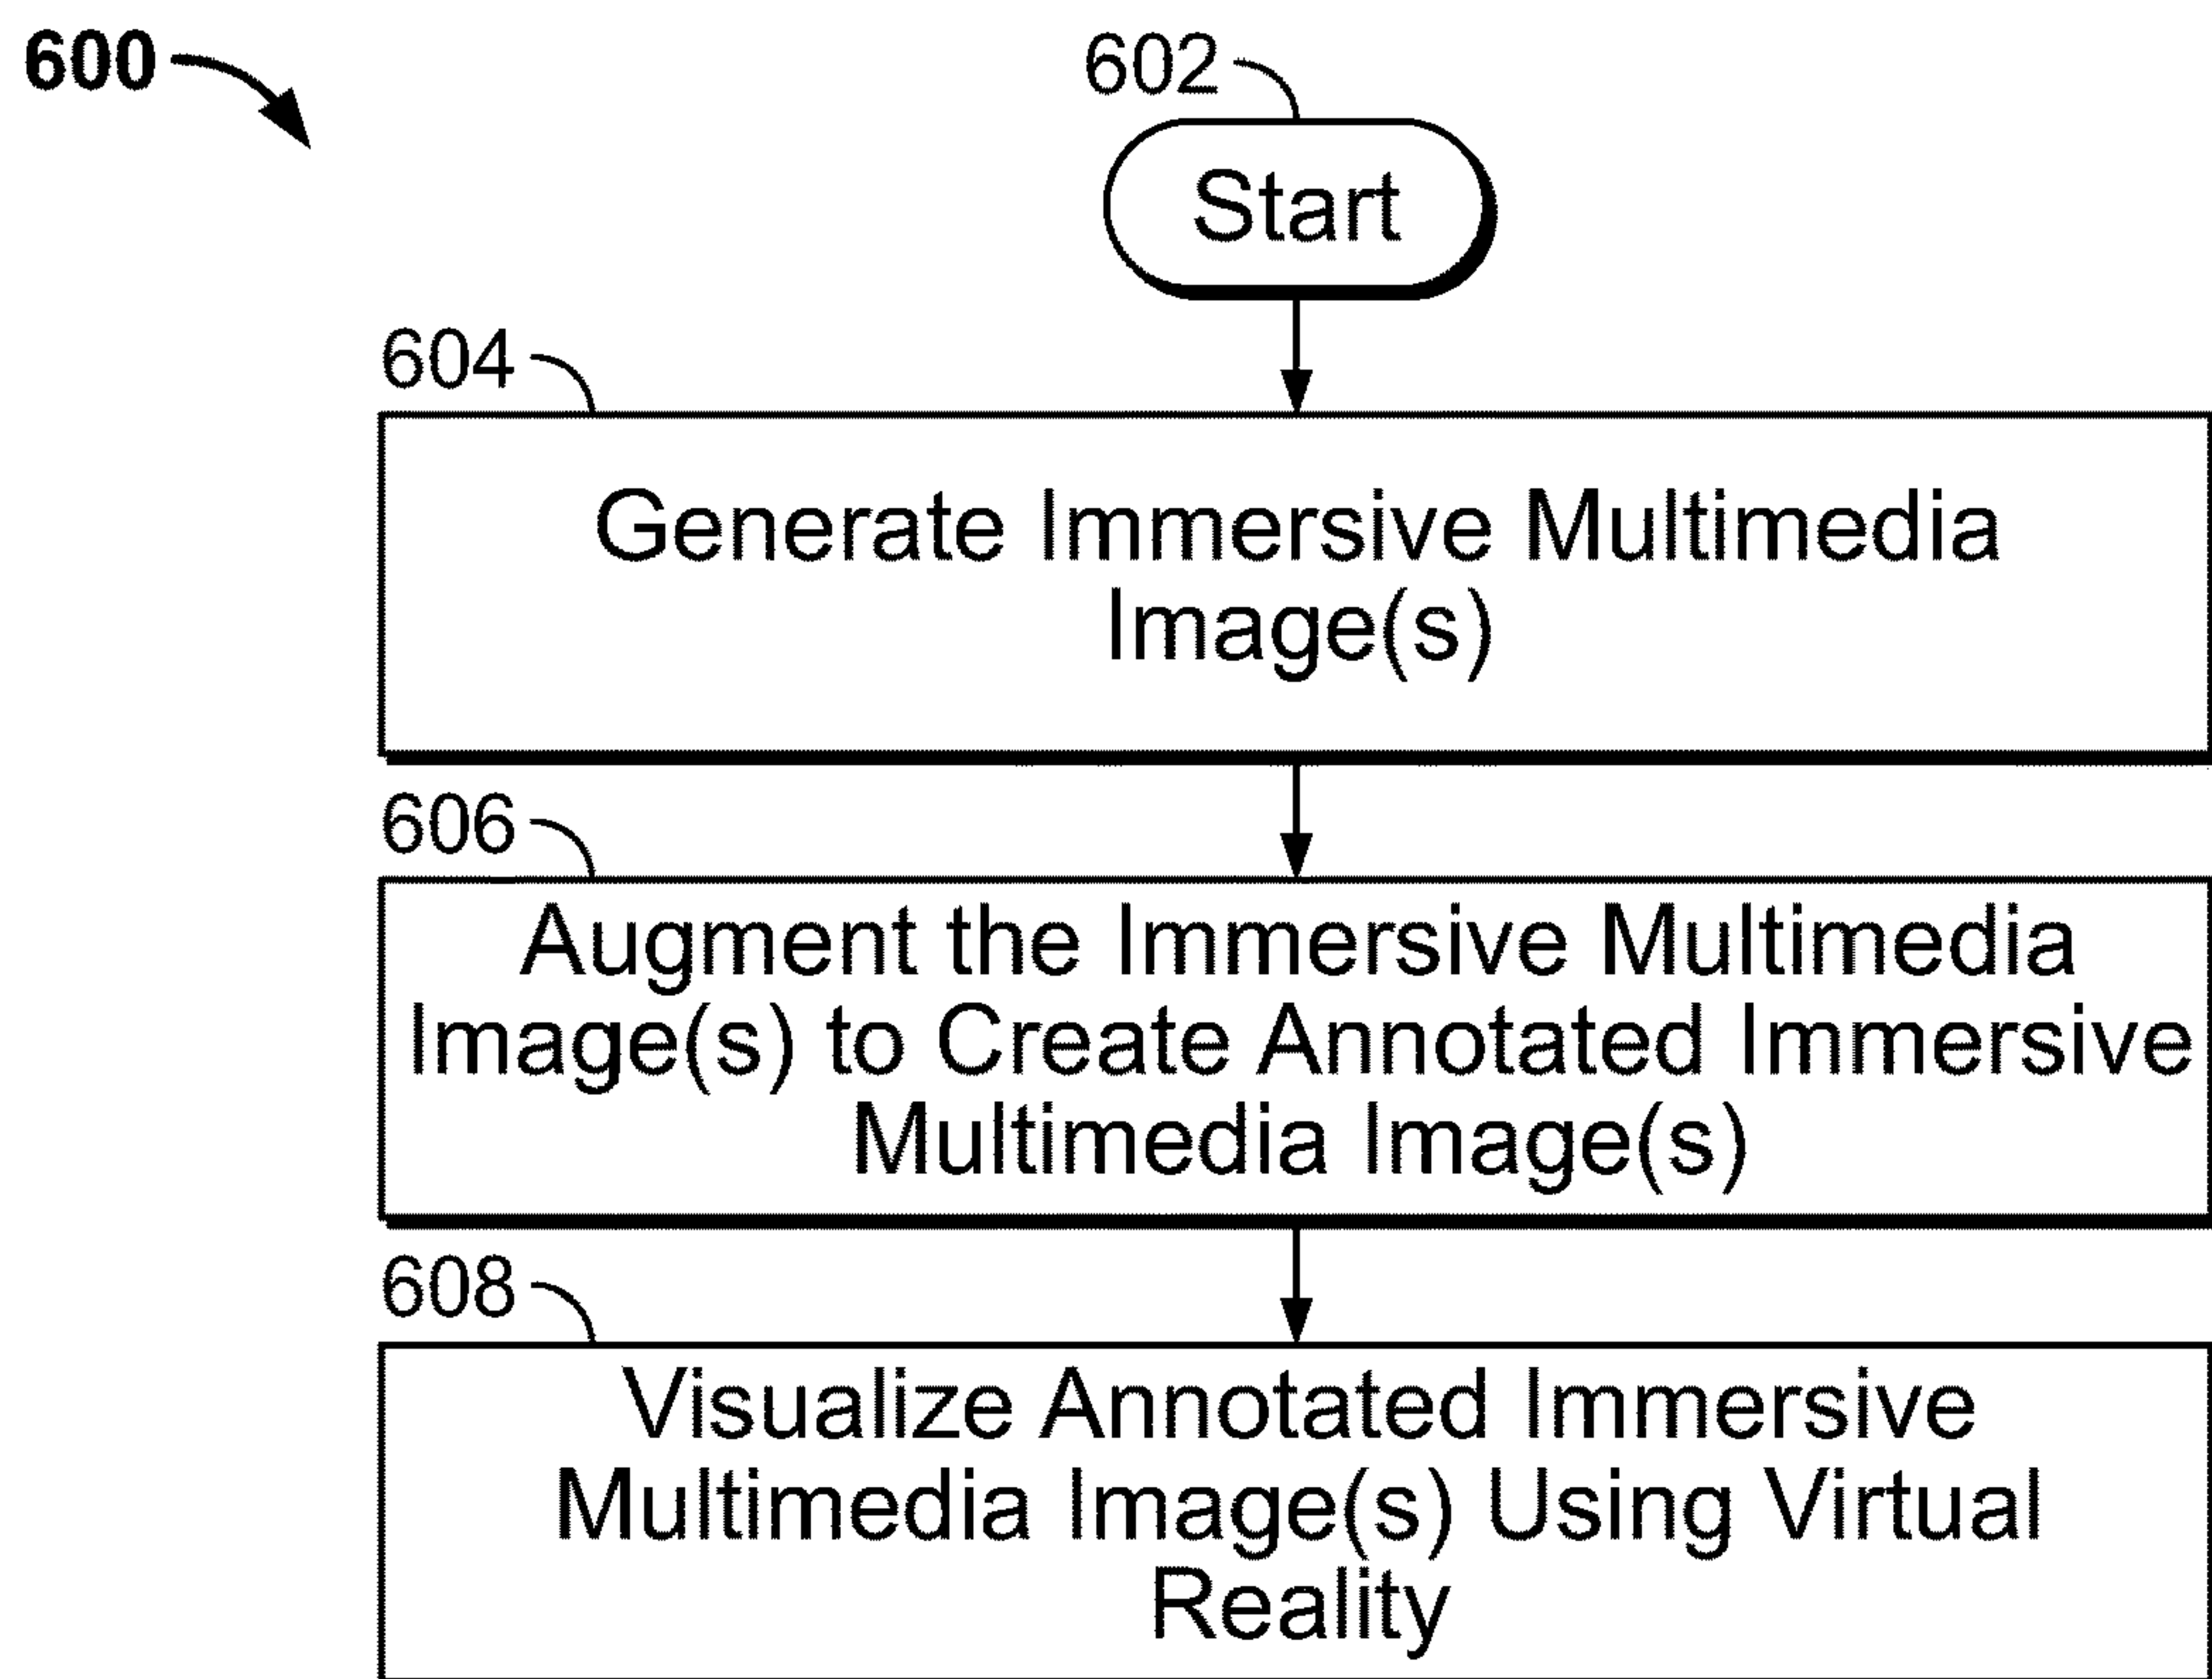 600
602
Start
604
Generate Immersive Multimedia
Image(s)
606
Augment the Immersive Multimedia
Image(s) to Create Annotated Immersive
Multimedia Image(s)
608
Visualize Annotated Immersive
Multimedia Image(s) Using Virtual
Reality